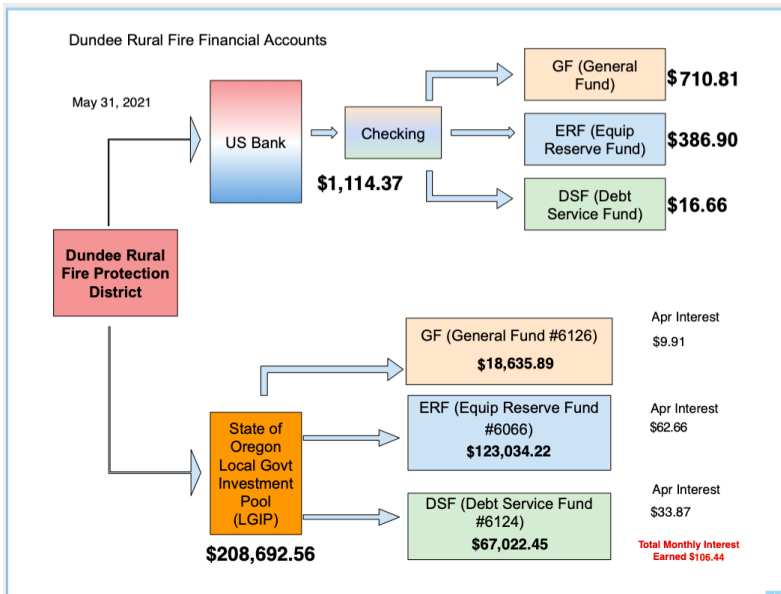 Dundee Rural Fire Financial Accounts
May 31, 2021
US Bank
Checking
$1,114.37
GF (General
Fund)
$710.81
ERF (Equip
Reserve Fund)
$386.90
DSF (Debt
Service Fund)
$16.66
Dundee Rural
Fire Protection
District
State of
Oregon
Local Govt
Investment
Pool
(LGIP)
$208,692.56
GF (General Fund #6126)
$18,635.89
Apr Interest
$9.91
ERF (Equip Reserve Fund
#6066)
$123,034.22
Apr Interest
$62.66
DSF (Debt Service Fund
#6124)
$67,022.45
Apr Interest
$33.87
Total Monthly Interest
Earned $106.44